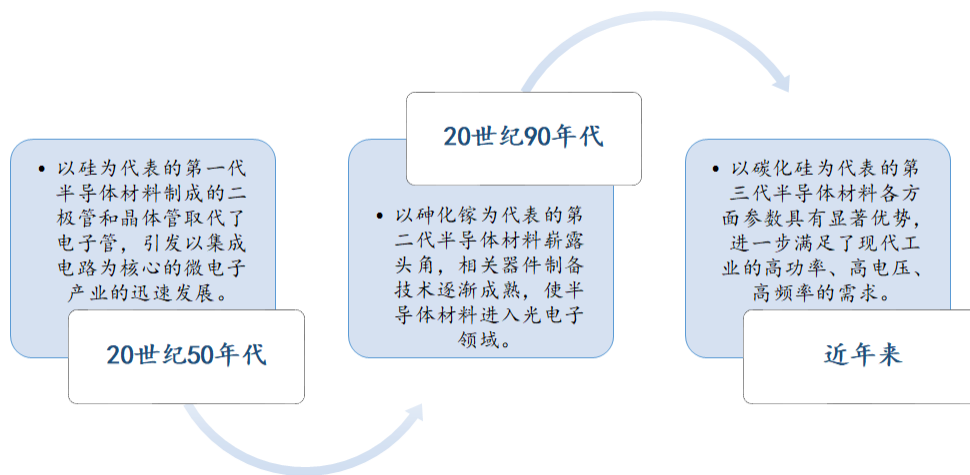 • 以硅为代表的第一代
半导体材料制成的二
极管和晶体管取代了
电子管，引发以集成
电路为核心的微电子
产业的迅速发展。
20世纪50年代
20世纪90年代
• 以砷化镓为代表的第
二代半导体材料崭露
头角，相关器件制备
技术逐渐成熟，使半
导体材料进入光电子
领域。
• 以碳化硅为代表的第
三代半导体材料各方
面参数具有显著优势，
进一步满足了现代工
业的高功率、高电压、
高频率的需求。
近年来